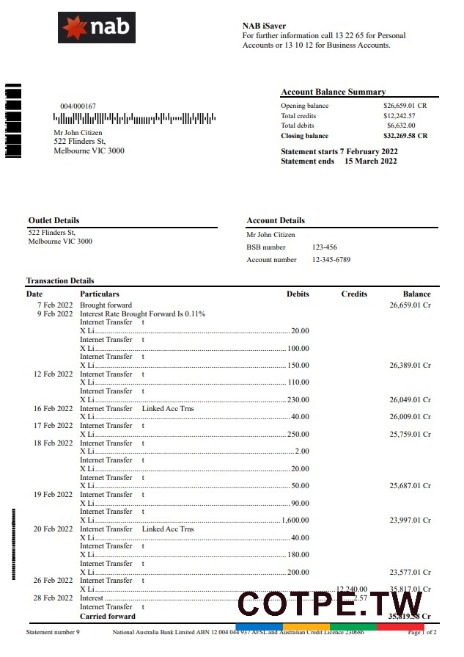 nab
NAB iSaver
For further information call 13 22 65 for Personal
Accounts or 13 10 12 for Business Accounts.
004/000167
Mr John Citizen
522 Flinders St,
Melbourne VIC 3000
Account Balance Summary
Opening balance $26,659.01 CR
Total credits $12,242.57
Total debits $6,632.00
Closing balance $32,269.58 CR
Statement starts 7 February 2022
Statement ends 15 March 2022
Outlet Details
522 Flinders St,
Melbourne VIC 3000
Account Details
Mr John Citizen
BSB number 123-456
Account number 12-345-6789
Transaction Details
Date Particulars Debits Credits Balance
7 Feb 2022 Brought forward 26,659.01 Cr
9 Feb 2022 Interest Rate Brought Forward Is 0.11%
Internet Transfer t
X Li 20.00
Internet Transfer t
X Li 100.00
Internet Transfer t
X Li 150.00 26,389.01 Cr
12 Feb 2022 Internet Transfer t
X Li 110.00
Internet Transfer t
X Li 230.00 26,049.01 Cr
16 Feb 2022 Internet Transfer Linked Acc Trns
X Li 40.00 26,009.01 Cr
17 Feb 2022 Internet Transfer t
X Li 250.00 25,759.01 Cr
18 Feb 2022 Internet Transfer t
X Li 2.00
Internet Transfer t
X Li 20.00
Internet Transfer t
X Li 50.00 25,687.01 Cr
19 Feb 2022 Internet Transfer t
X Li 90.00
Internet Transfer t
X Li 1,600.00 23,997.01 Cr
20 Feb 2022 Internet Transfer Linked Acc Trns
X Li 40.00
Internet Transfer t
X Li 180.00
Internet Transfer t
X Li 200.00 23,577.01 Cr
26 Feb 2022 Internet Transfer t
X Li 12,240.00 35,817.01 Cr
28 Feb 2022 Interest 2.57
Internet Transfer t
Carried forward 35,819.58 Cr
COTPE.TW
Statement number 9 National Australia Bank Limited ABN 12 004 044 937 AFSL and Australian Credit Licence 230686 Page 1 of 2